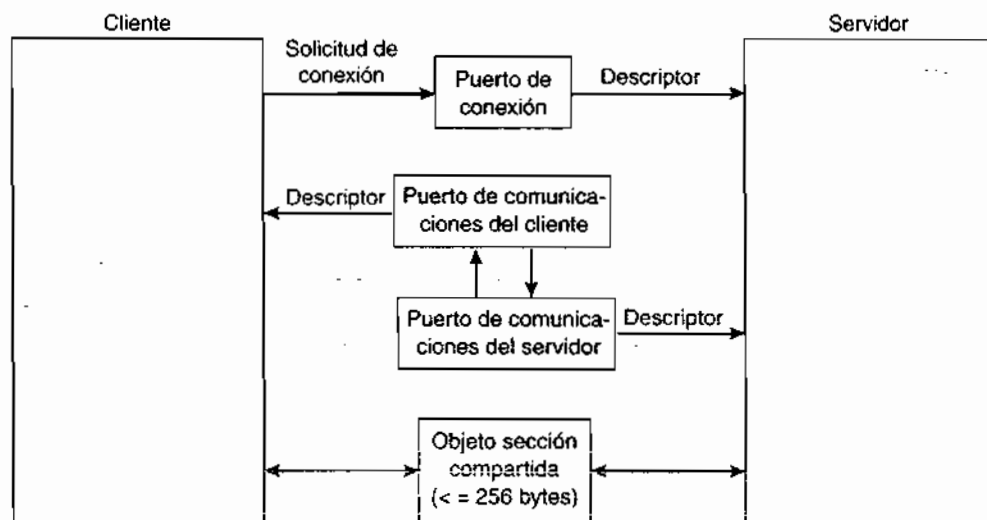 Cliente
Servidor
Solicitud de
conexión
Puerto de
conexión
Descriptor
Descriptor
Puerto de comunica-
ciones del cliente
Puerto de comunica-
ciones del servidor
Descriptor
Objeto sección
compartida
(< = 256 bytes)